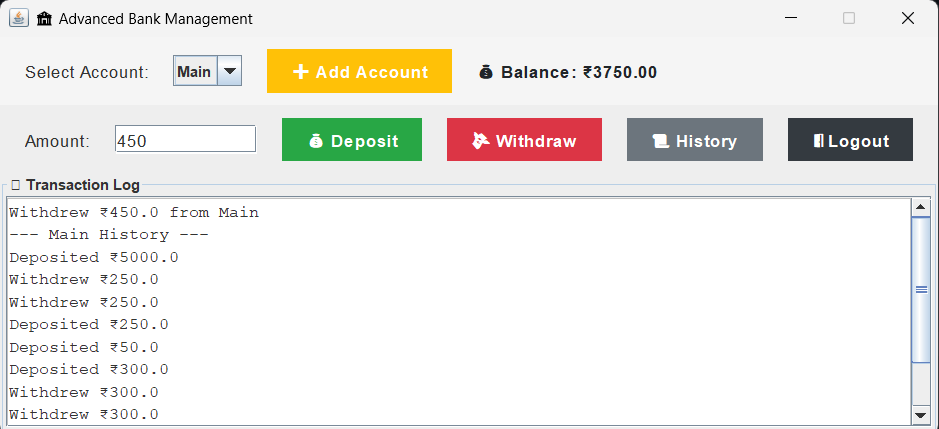 Advanced Bank Management
Select Account: Main Add Account Balance: ₹3750.00
Amount: 450 Deposit Withdraw History Logout
Transaction Log
Withdrew ₹450.0 from Main
--- Main History ---
Deposited ₹5000.0
Withdrew ₹250.0
Withdrew ₹250.0
Deposited ₹250.0
Deposited ₹50.0
Deposited ₹300.0
Withdrew ₹300.0
Withdrew ₹300.0